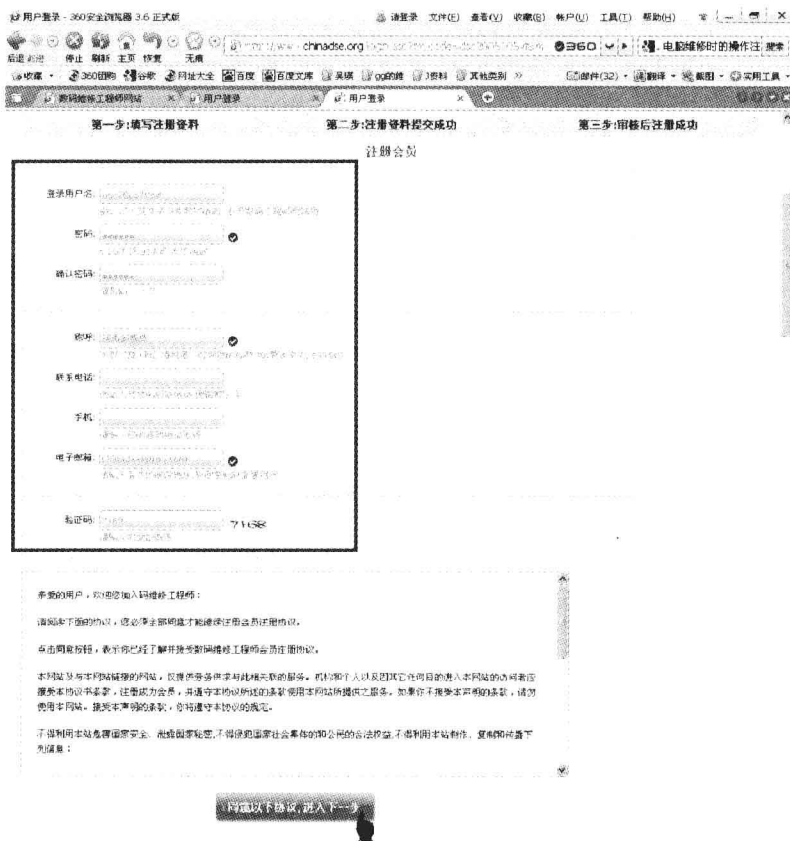 用户登录 - 360安全浏览器 3.6 正式版 请登录 文件(F) 查看(V) 收藏(B) 帐户(U) 工具(T) 帮助(H)
后退 前进 停止 刷新 主页 恢复 无痕 chinadse.org 360 电脑维修时的操作注 搜索
收藏 360团购 谷歌 网址大全 百度 百度文库 吴瑛 gg的维 J资料 其他类别 » 邮件(32) 翻译 截图 实用工具
数码维修工程师网站 × 用户登录 × 用户登录 ×
第一步:填写注册资料 第二步:注册资料提交成功 第三步:审核后注册成功
注册会员
登录用户名:
密码:
确认密码:
昵称:
联系电话:
手机:
电子邮箱:
验证码: 7168
亲爱的用户，欢迎您加入码维修工程师：
请阅读下面的协议，您必须全部同意才能继续注册会员注册协议。
点击同意按钮，表示你已经了解并接受数码维修工程师会员注册协议。
本网站及与本网站链接的网站，仅提供劳务供求与此相关联的服务。机构和个人以及因其它任何目的进入本网站的访问者应
接受本协议书条款，注册成为会员，并遵守本协议所述的条款使用本网站所提供之服务。如果你不接受本声明的条款，请勿
使用本网站。接受本声明的条款，你将遵守本协议的规定。
不得利用本站危害国家安全、泄露国家秘密,不得侵犯国家社会集体的和公民的合法权益,不得利用本站制作、复制和传播下
列信息：
同意以下协议,进入下一步